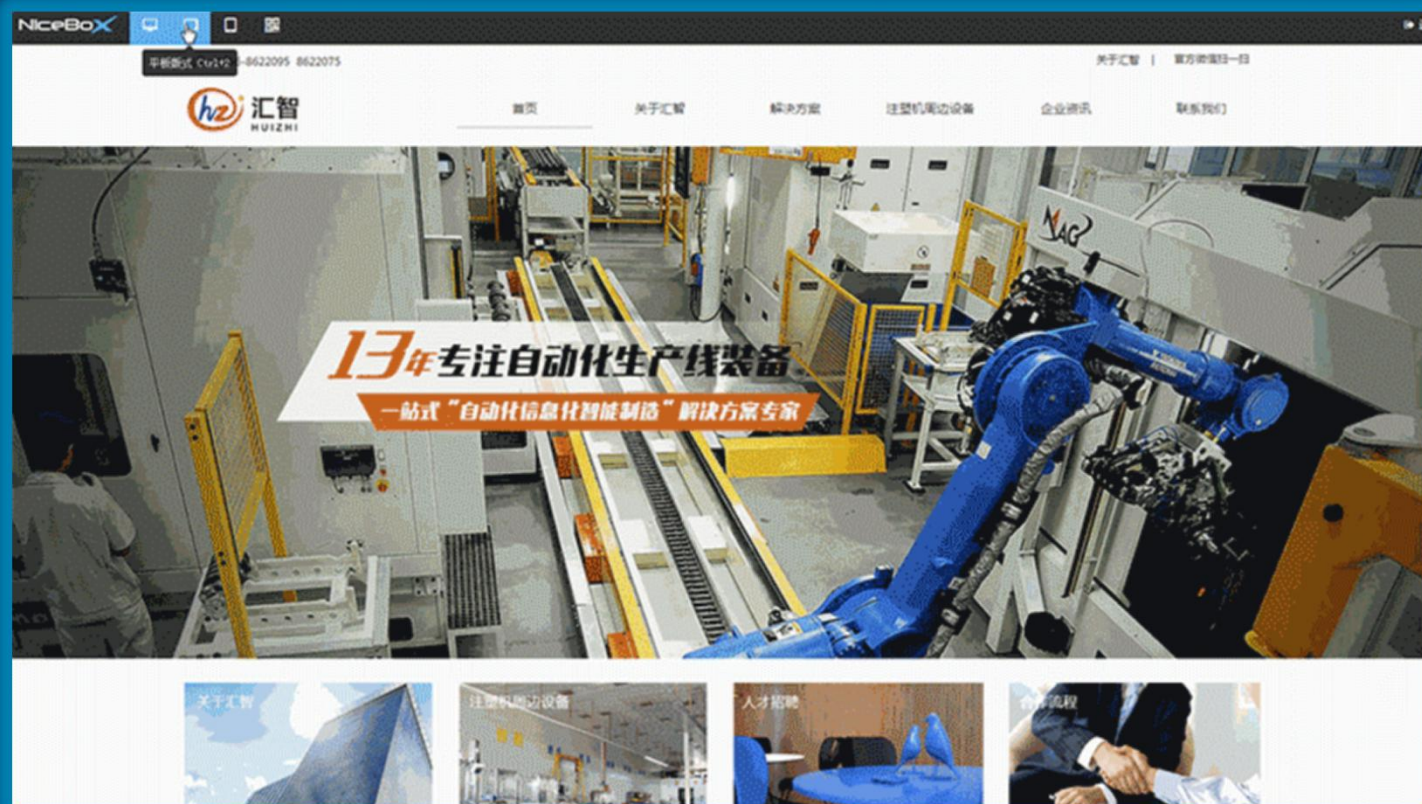 NiceBox
平板版式 Ctrl+2
-8622095 8622075
关于汇智 | 官方微信扫一扫
hz 汇智
HUIZHI
首页 关于汇智 解决方案 注塑机周边设备 企业资讯 联系我们
MAG
13年专注自动化生产线装备
一站式“自动化信息化智能制造“解决方案专家
关于汇智 注塑机周边设备 人才招聘 合作流程